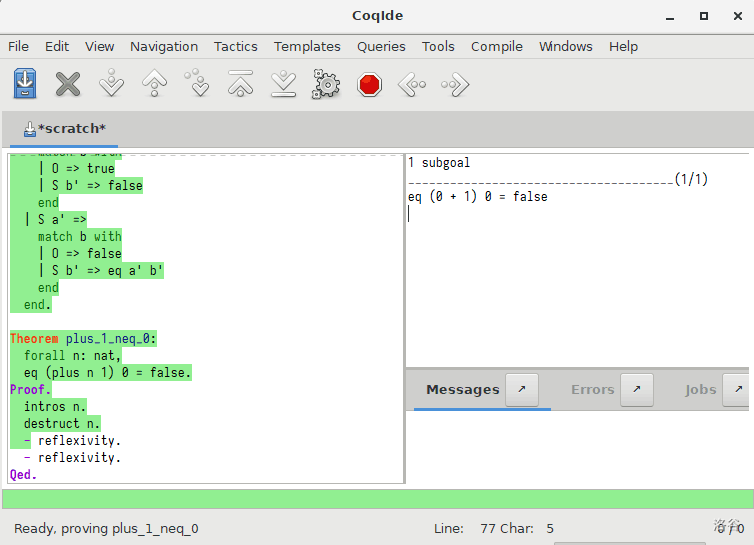 CoqIde
File Edit View Navigation Tactics Templates Queries Tools Compile Windows Help
*scratch*
match b with
| O => true
| S b' => false
end
| S a' =>
match b with
| O => false
| S b' => eq a' b'
end
end.
Theorem plus_1_neq_0:
forall n: nat,
eq (plus n 1) 0 = false.
Proof.
intros n.
destruct n.
- reflexivity.
- reflexivity.
Qed.
1 subgoal
______________________________________(1/1)
eq (0 + 1) 0 = false
Messages Errors Jobs
Ready, proving plus_1_neq_0
Line: 77 Char: 5
0 / 0
洛谷